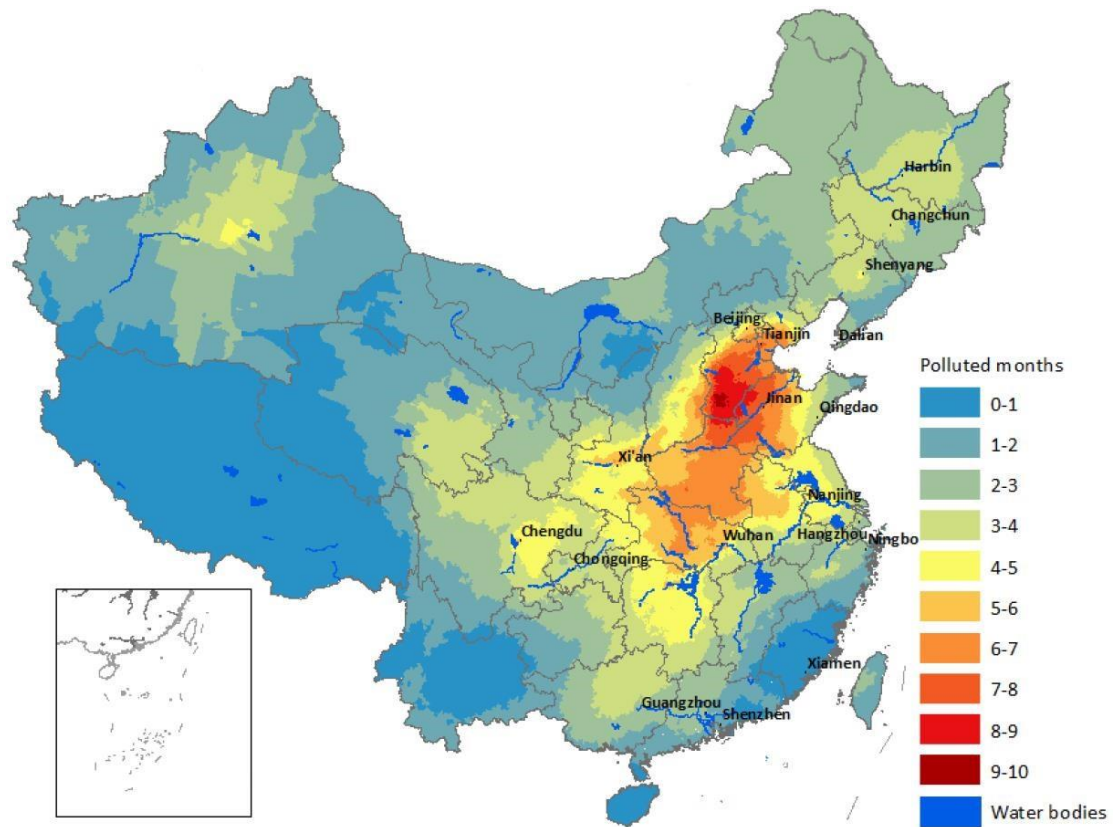 Harbin
Changchun
Shenyang
Beijing
Tianjin
Dalian
Jinan
Qingdao
Xi'an
Nanjing
Chengdu
Wuhan
Hangzhou
Ningbo
Chongqing
Xiamen
Guangzhou
Shenzhen
Polluted months
0-1
1-2
2-3
3-4
4-5
5-6
6-7
7-8
8-9
9-10
Water bodies